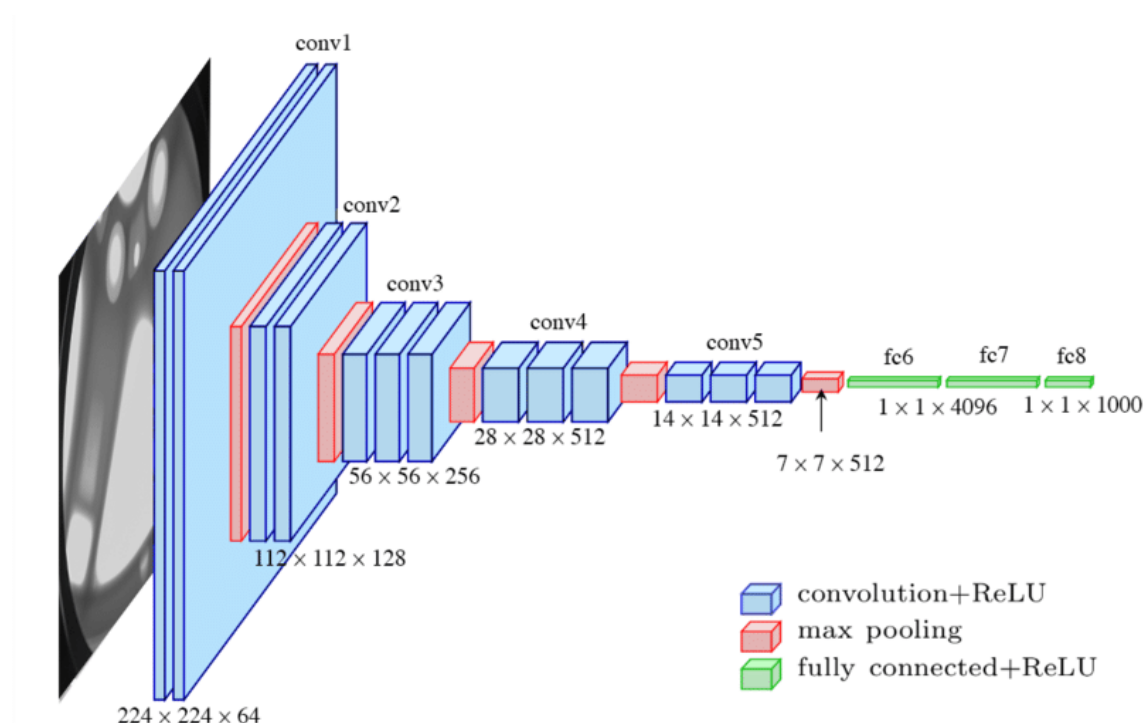 conv1
conv2
conv3
conv4
conv5
fc6
fc7
fc8
1 × 1 × 4096
1 × 1 × 1000
14 × 14 × 512
28 × 28 × 512
7 × 7 × 512
56 × 56 × 256
112 × 112 × 128
224 × 224 × 64
convolution+ReLU
max pooling
fully connected+ReLU